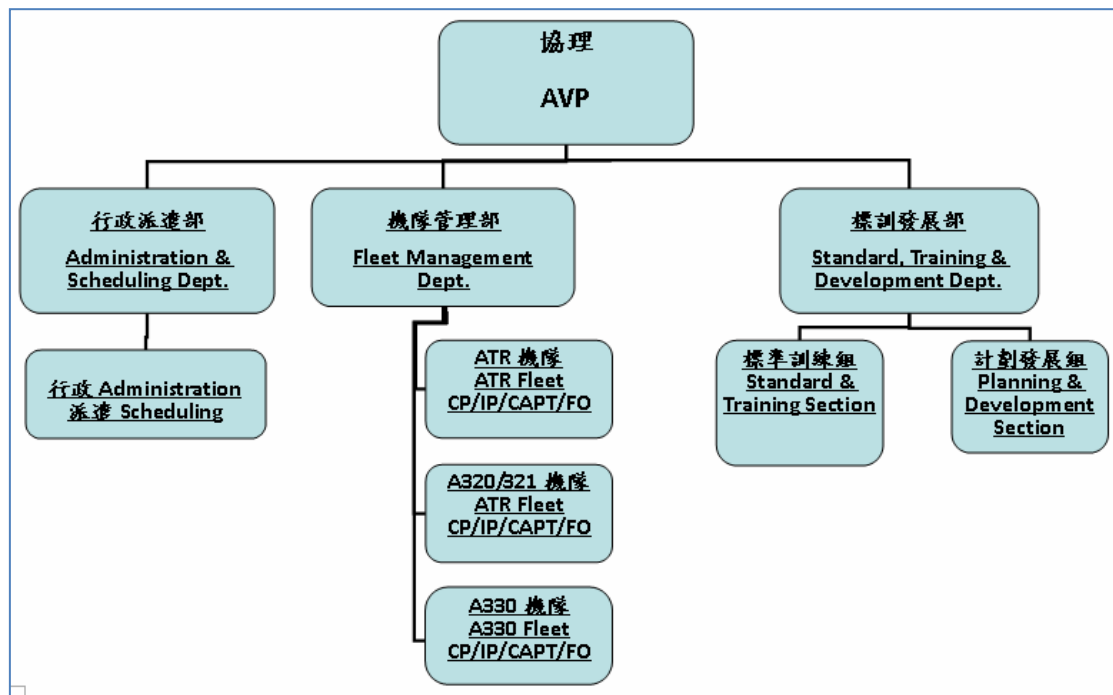 協理
AVP
行政派遣部
Administration &
Scheduling Dept.
機隊管理部
Fleet Management
Dept.
標訓發展部
Standard, Training &
Development Dept.
行政 Administration
派遣 Scheduling
ATR 機隊
ATR Fleet
CP/IP/CAPT/FO
A320/321 機隊
ATR Fleet
CP/IP/CAPT/FO
A330 機隊
A330 Fleet
CP/IP/CAPT/FO
標準訓練組
Standard &
Training Section
計劃發展組
Planning &
Development
Section